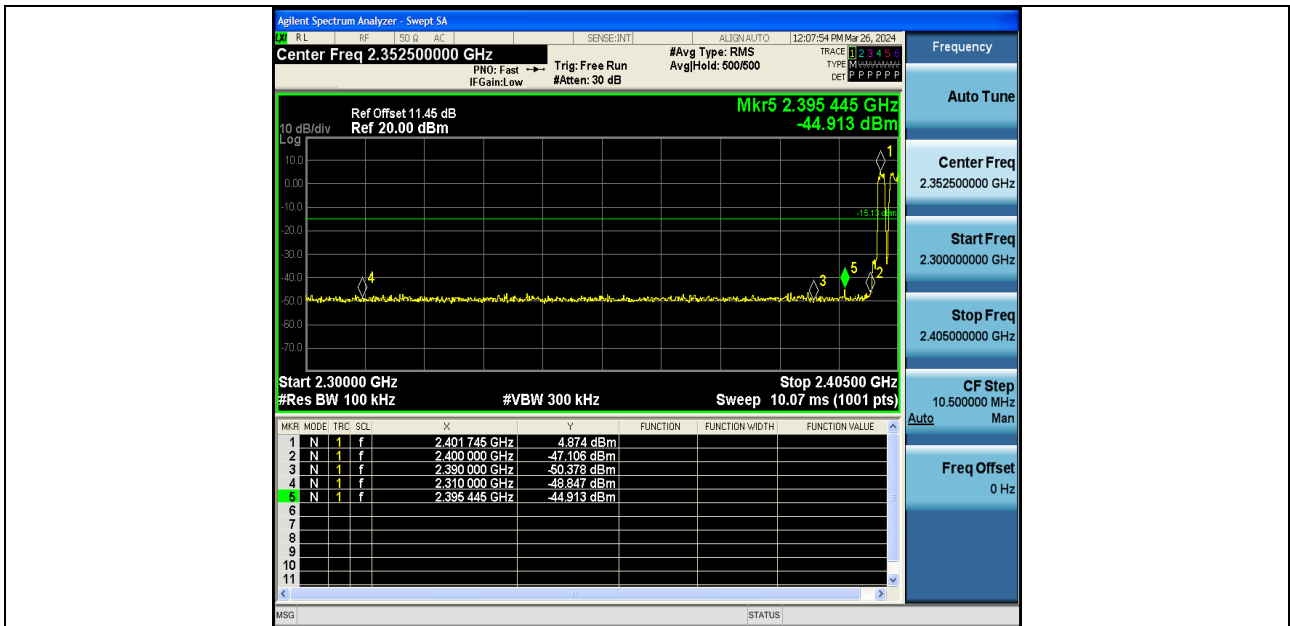 Agilent Spectrum Analyzer - Swept SA
LXI RL RF 50 Ω AC SENSE:INT ALIGN AUTO 12:07:54 PM Mar 26, 2024
Center Freq 2.352500000 GHz
PNO: Fast
IFGain:Low
Trig: Free Run
#Atten: 30 dB
#Avg Type: RMS
Avg|Hold: 500/500
TRACE 1 2 3 4 5 6
TYPE M
DET P P P P P P
Ref Offset 11.45 dB
10 dB/div Ref 20.00 dBm
Log
Mkr5 2.395 445 GHz
-44.913 dBm
10.0
0.00
-10.0
-20.0
-30.0
-40.0
-50.0
-60.0
-70.0
-15.13 dBm
1
2
3
4
5
Start 2.30000 GHz Stop 2.40500 GHz
#Res BW 100 kHz #VBW 300 kHz Sweep 10.07 ms (1001 pts)
MKR MODE TRC SCL X Y FUNCTION FUNCTION WIDTH FUNCTION VALUE
1 N 1 f 2.401 745 GHz 4.874 dBm
2 N 1 f 2.400 000 GHz -47.106 dBm
3 N 1 f 2.390 000 GHz -50.378 dBm
4 N 1 f 2.310 000 GHz -48.847 dBm
5 N 1 f 2.395 445 GHz -44.913 dBm
6
7
8
9
10
11
MSG STATUS
Frequency
Auto Tune
Center Freq
2.352500000 GHz
Start Freq
2.300000000 GHz
Stop Freq
2.405000000 GHz
CF Step
10.500000 MHz
Auto Man
Freq Offset
0 Hz